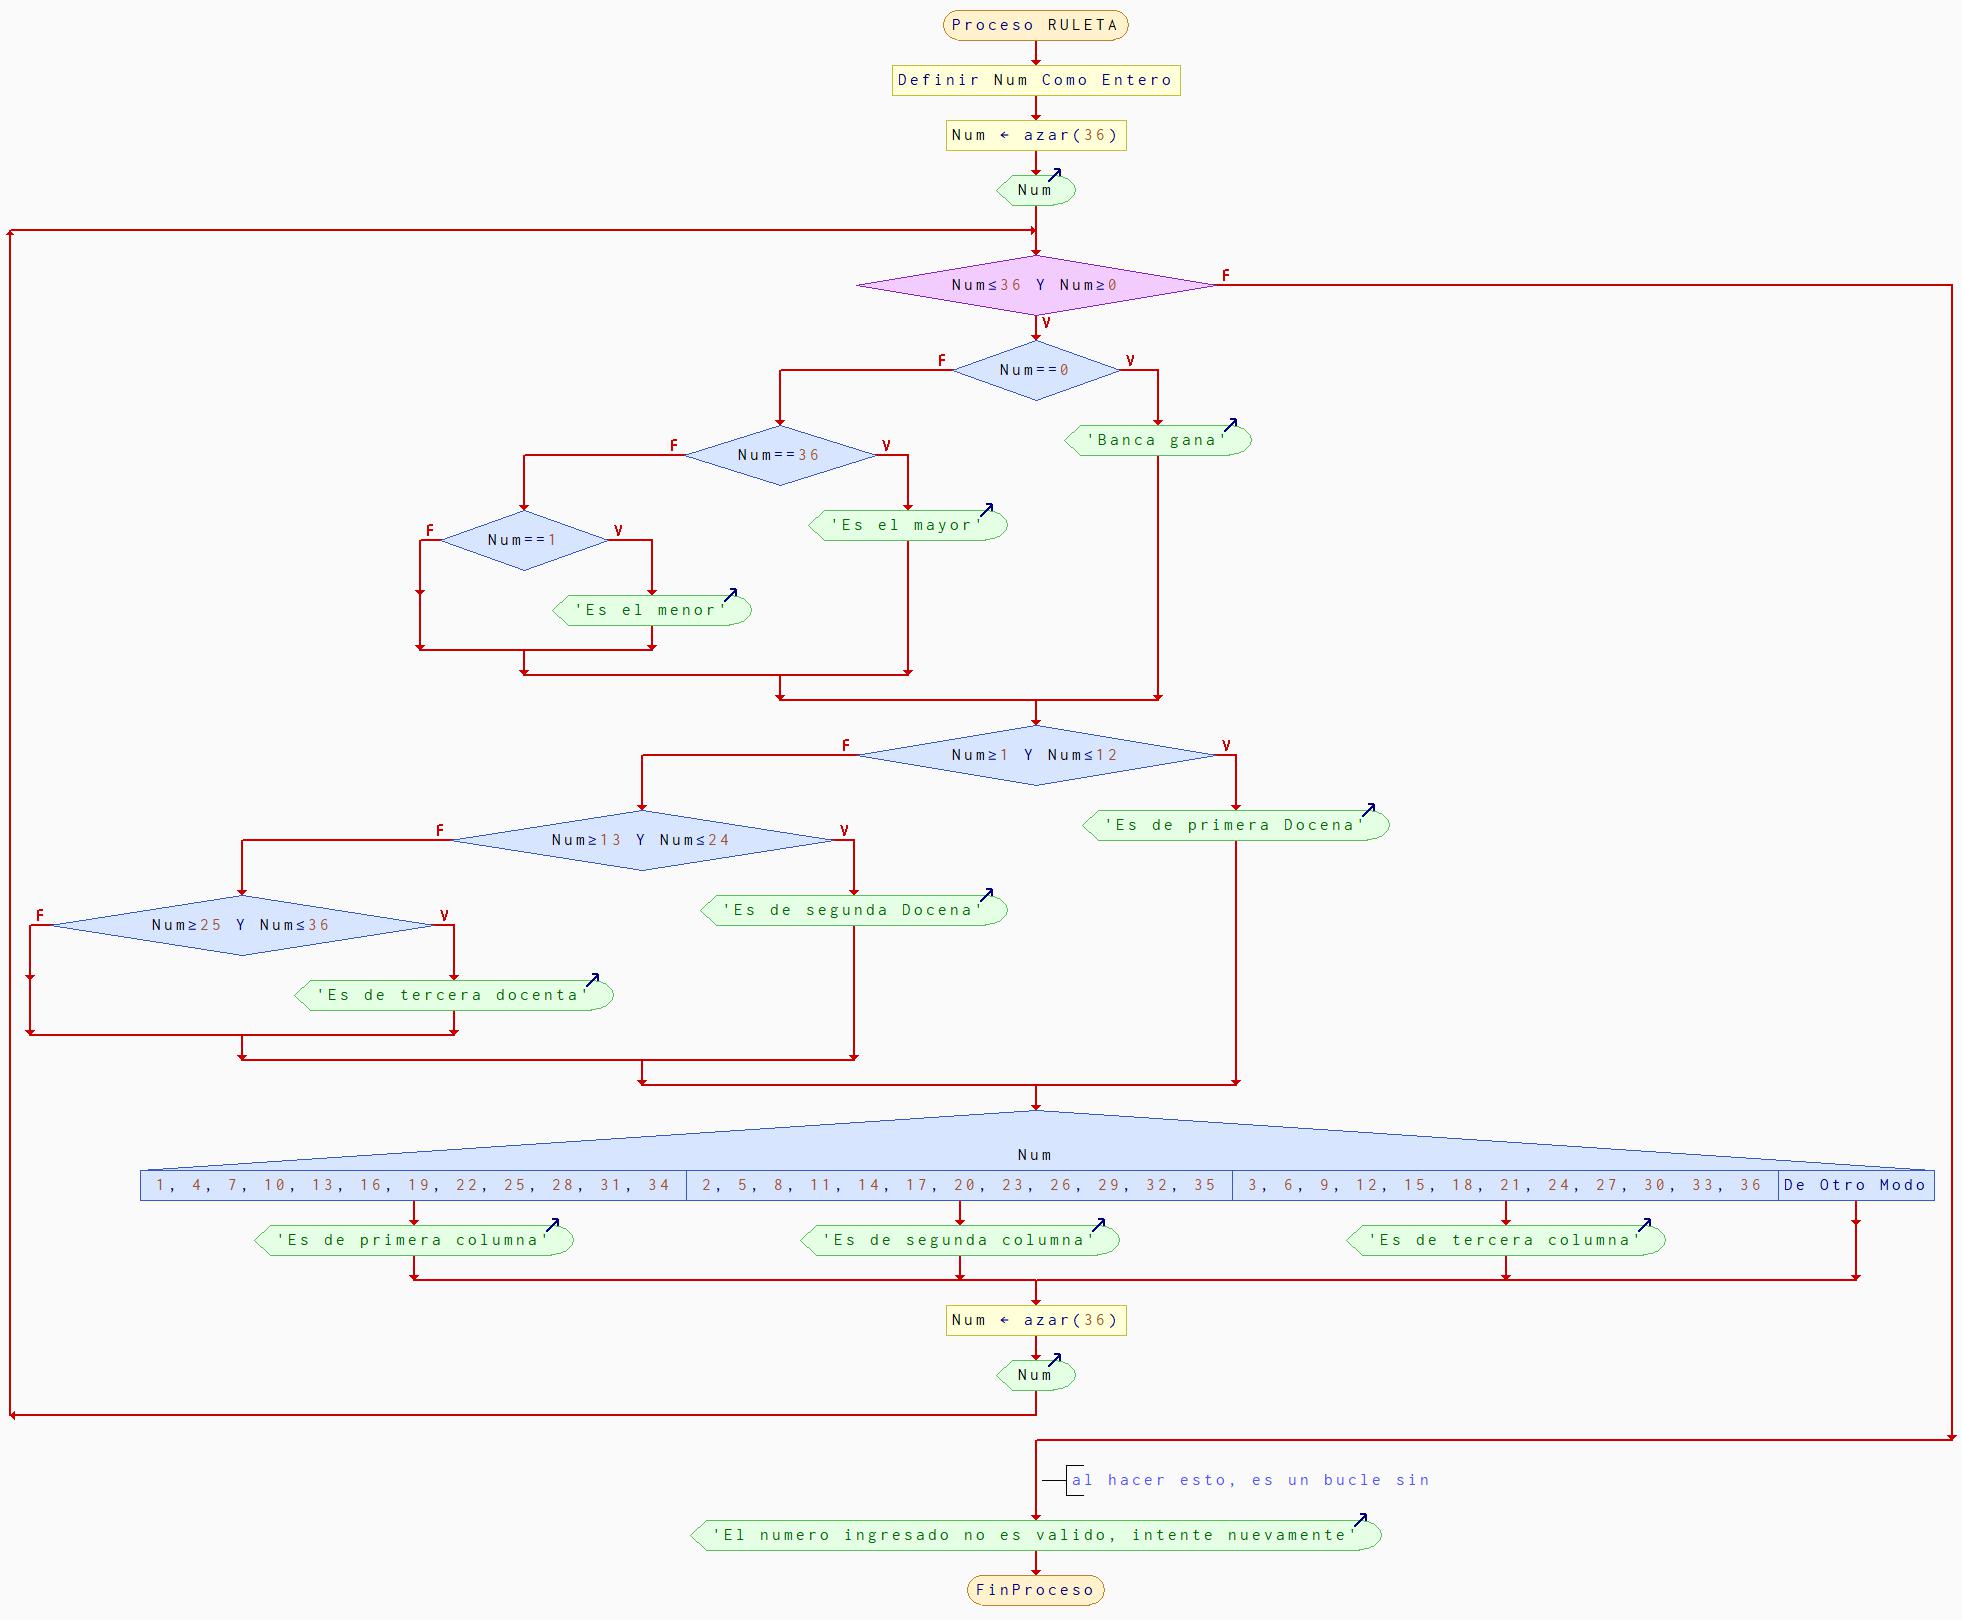 Proceso RULETA
Definir Num Como Entero
Num ← azar(36)
Num
Num≤36 Y Num≥0
F
V
Num==0
F
V
Num==36
F
V
'Banca gana'
Num==1
F
V
'Es el mayor'
'Es el menor'
Num≥1 Y Num≤12
F
V
Num≥13 Y Num≤24
F
V
'Es de primera Docena'
Num≥25 Y Num≤36
F
V
'Es de segunda Docena'
'Es de tercera docenta'
Num
1, 4, 7, 10, 13, 16, 19, 22, 25, 28, 31, 34
2, 5, 8, 11, 14, 17, 20, 23, 26, 29, 32, 35
3, 6, 9, 12, 15, 18, 21, 24, 27, 30, 33, 36
De Otro Modo
'Es de primera columna'
'Es de segunda columna'
'Es de tercera columna'
Num ← azar(36)
Num
al hacer esto, es un bucle sin
'El numero ingresado no es valido, intente nuevamente'
FinProceso